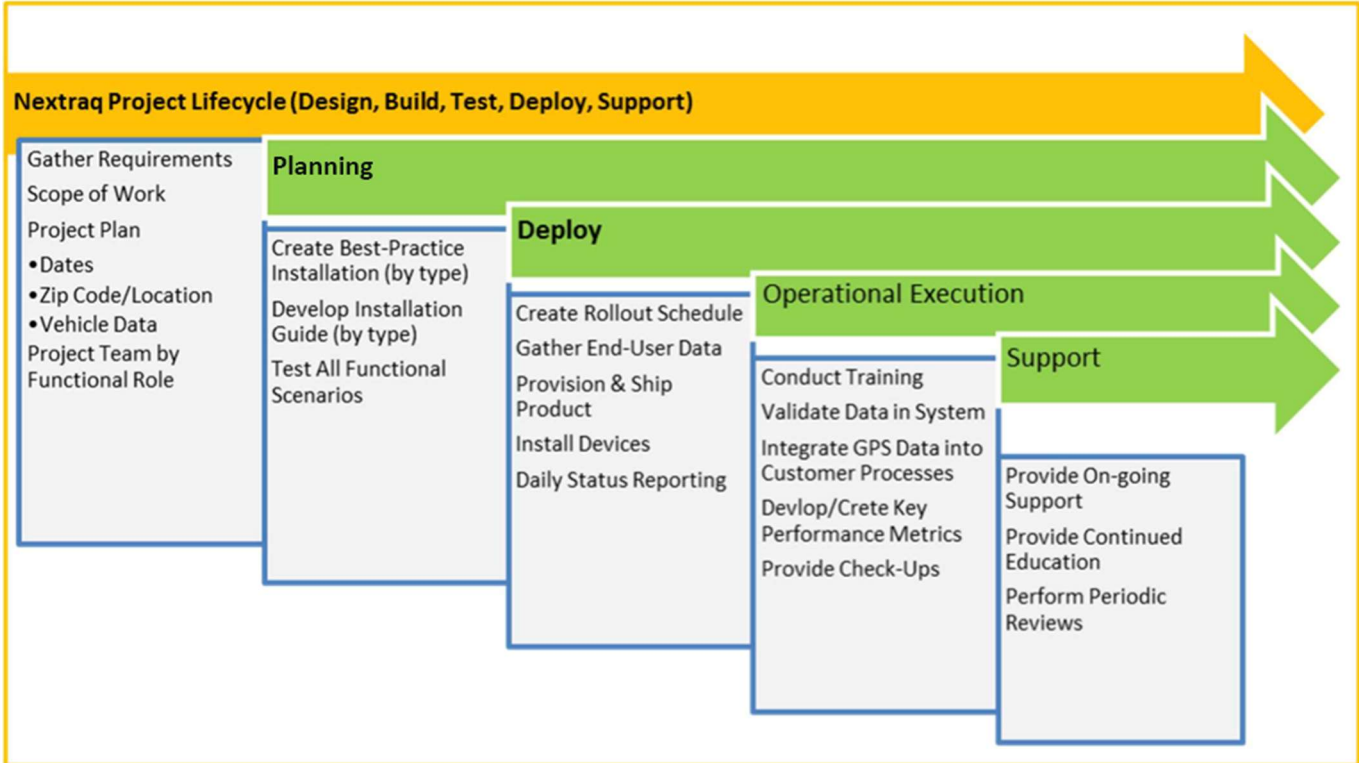 Nextraq Project Lifecycle (Design, Build, Test, Deploy, Support)
Gather Requirements
Scope of Work
Project Plan
•Dates
•Zip Code/Location
•Vehicle Data
Project Team by
Functional Role
Planning
Create Best-Practice
Installation (by type)
Develop Installation
Guide (by type)
Test All Functional
Scenarios
Deploy
Create Rollout Schedule
Gather End-User Data
Provision & Ship
Product
Install Devices
Daily Status Reporting
Operational Execution
Conduct Training
Validate Data in System
Integrate GPS Data into
Customer Processes
Devlop/Crete Key
Performance Metrics
Provide Check-Ups
Support
Provide On-going
Support
Provide Continued
Education
Perform Periodic
Reviews